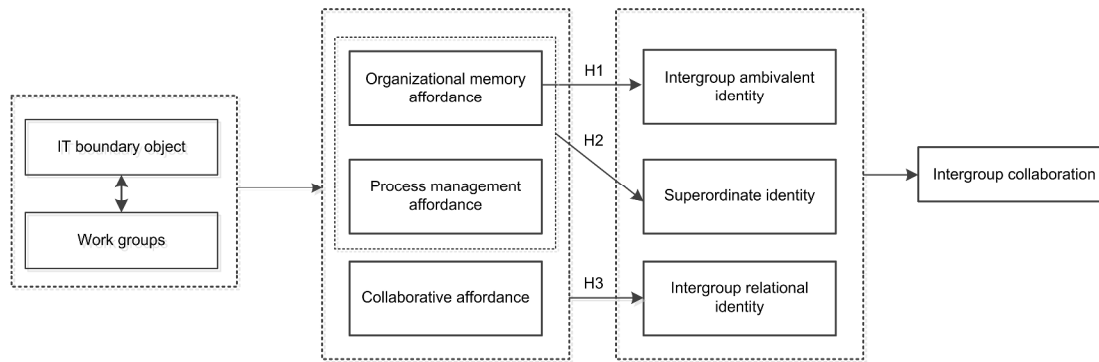 IT boundary object
Work groups
Organizational memory
affordance
Process management
affordance
Collaborative affordance
H1
H2
H3
Intergroup ambivalent
identity
Superordinate identity
Intergroup relational
identity
Intergroup collaboration